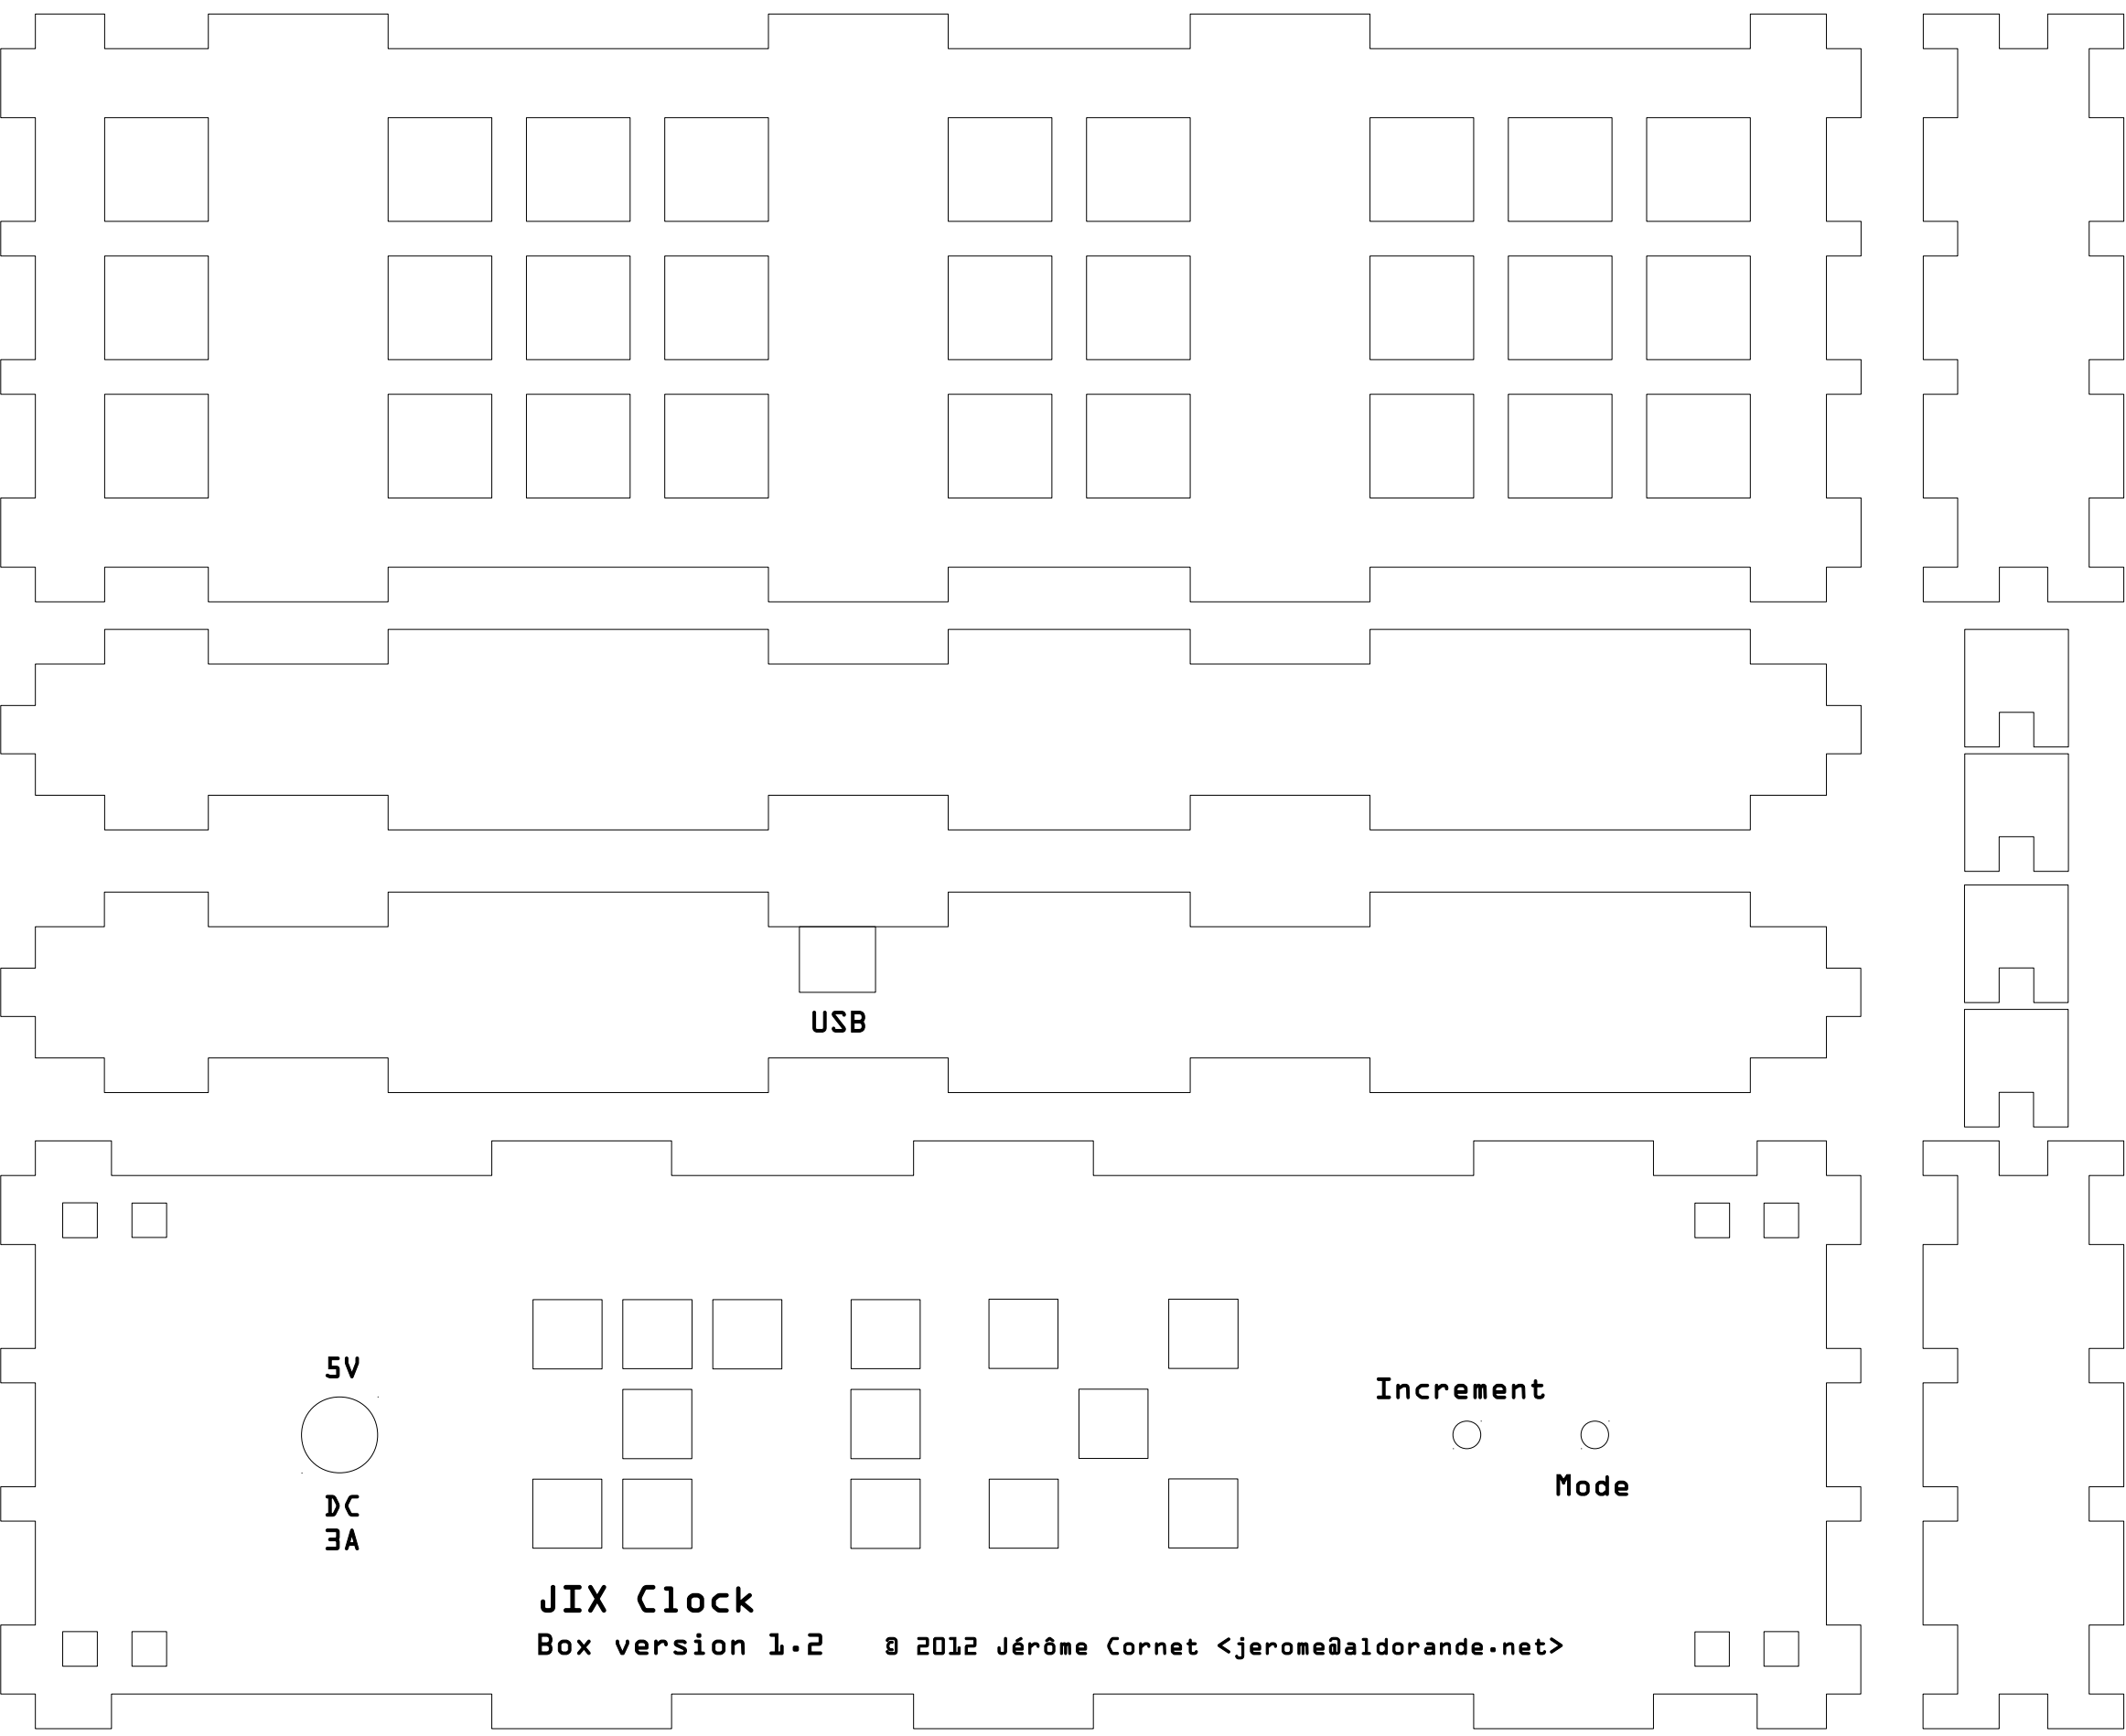 USB
5V
DC
3A
Increment
Mode
JIX Clock
Box version 1.2
© 2012 Jérôme Cornet <jerome@aldorande.net>